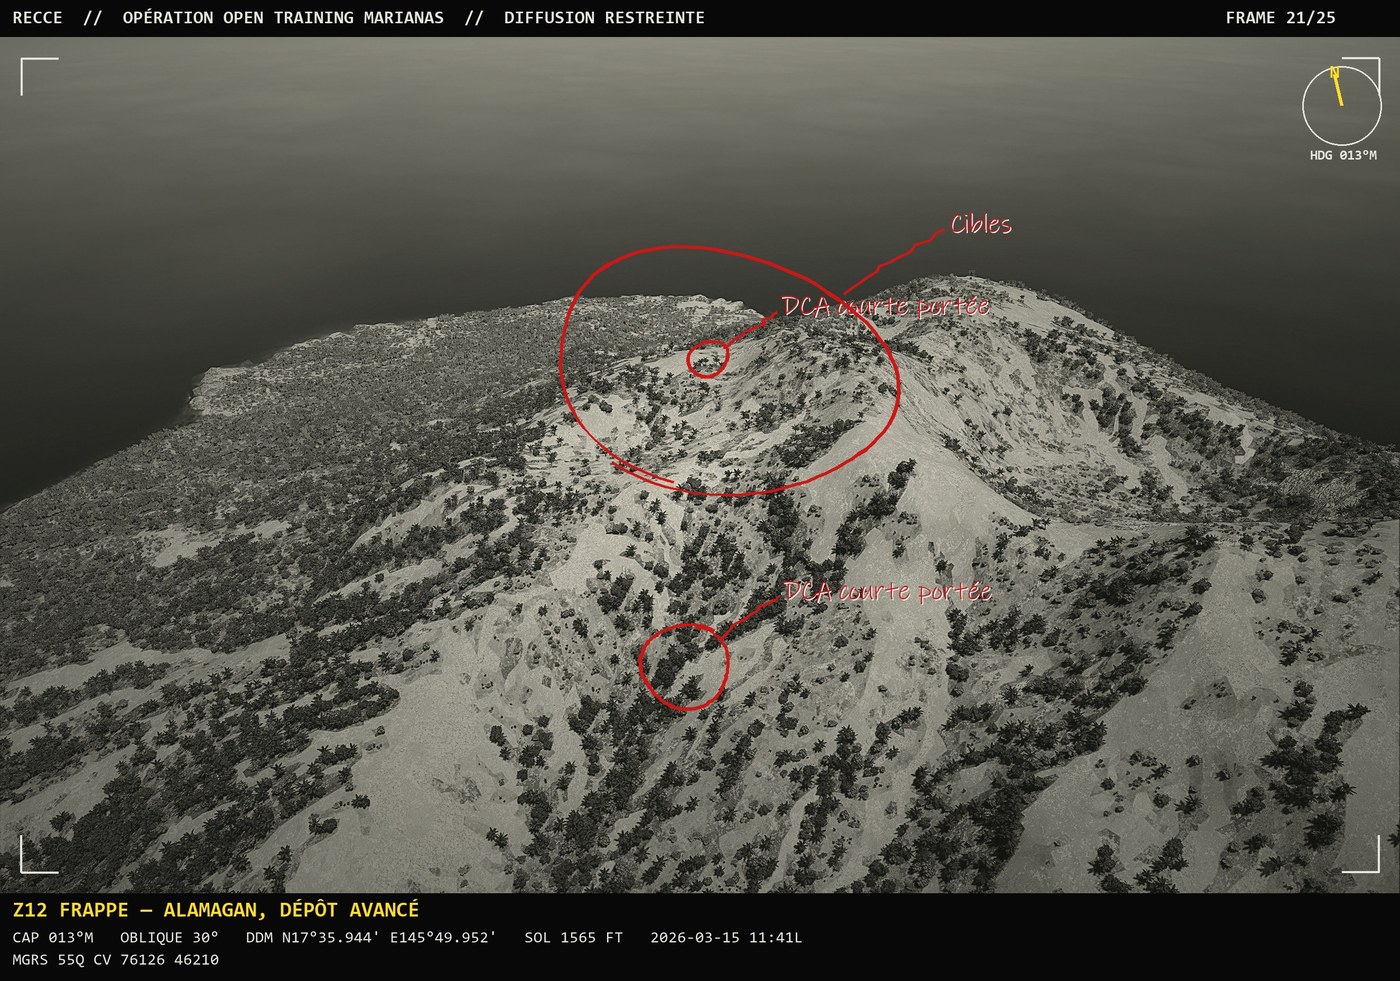 RECCE // OPÉRATION OPEN TRAINING MARIANAS // DIFFUSION RESTREINTE FRAME 21/25
N
HDG 013°M
Cibles
DCA courte portée
DCA courte portée
Z12 FRAPPE — ALAMAGAN, DÉPÔT AVANCÉ
CAP 013°M OBLIQUE 30° DDM N17°35.944' E145°49.952' SOL 1565 FT 2026-03-15 11:41L
MGRS 55Q CV 76126 46210